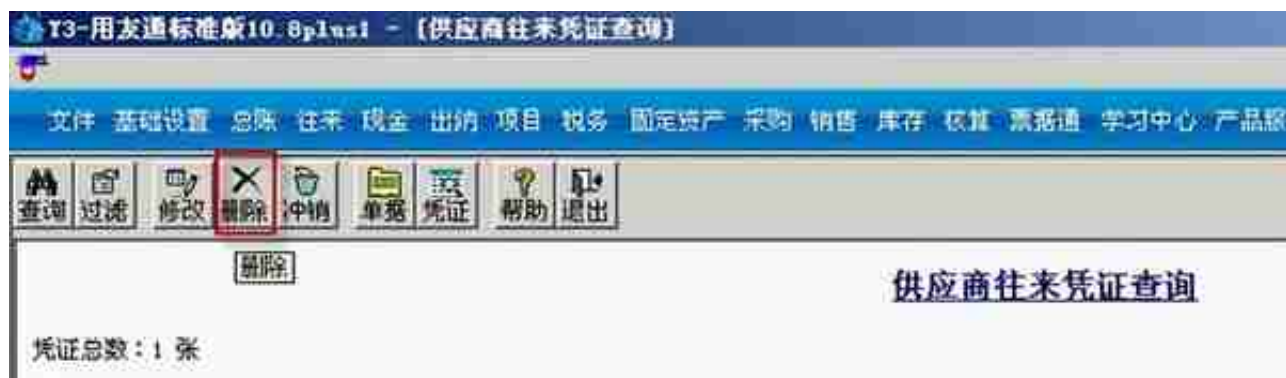 T3-用友通标准版10.8plus1 - [供应商往来凭证查询]
文件 基础设置 总账 往来 现金 出纳 项目 税务 固定资产 采购 销售 库存 核算 票据通 学习中心 产品服
查询 过滤 修改 删除 冲销 单据 凭证 帮助 退出
删除
供应商往来凭证查询
凭证总数：1 张